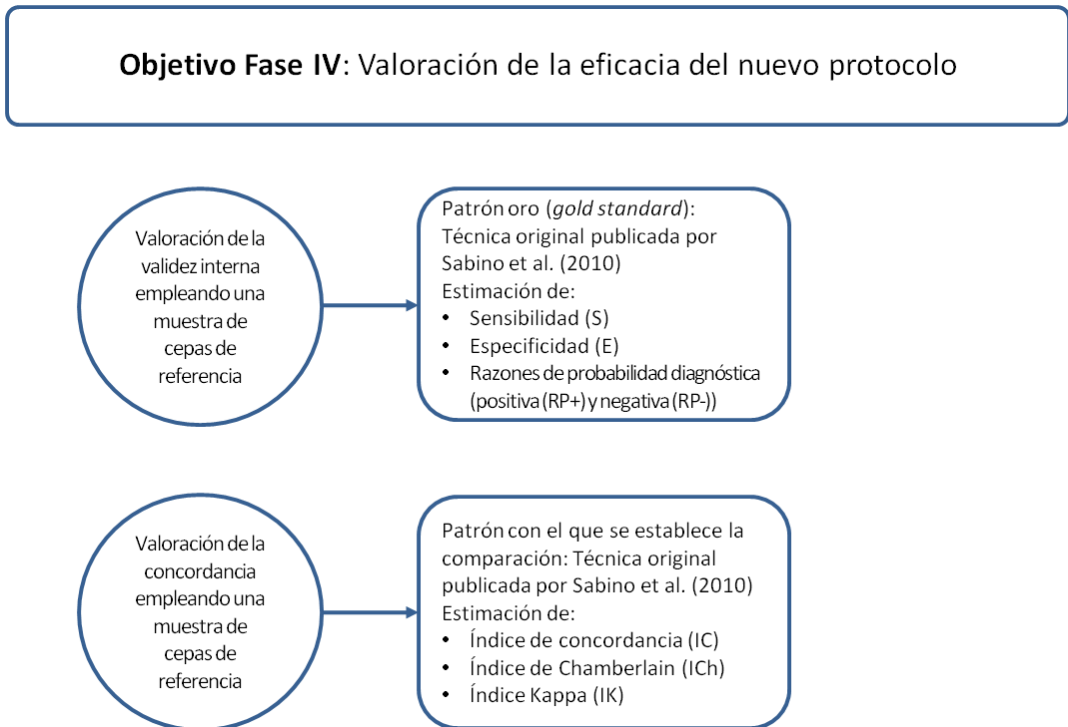 Objetivo Fase IV: Valoración de la eficacia del nuevo protocolo
Valoración de la
validez interna
empleando una
muestra de
cepas de
referencia
Patrón oro (gold standard):
Técnica original publicada por
Sabino et al. (2010)
Estimación de:
• Sensibilidad (S)
• Especificidad (E)
• Razones de probabilidad diagnóstica
(positiva (RP+) y negativa (RP-))
Valoración de la
concordancia
empleando una
muestra de
cepas de
referencia
Patrón con el que se establece la
comparación: Técnica original
publicada por Sabino et al. (2010)
Estimación de:
• Índice de concordancia (IC)
• Índice de Chamberlain (ICh)
• Índice Kappa (IK)